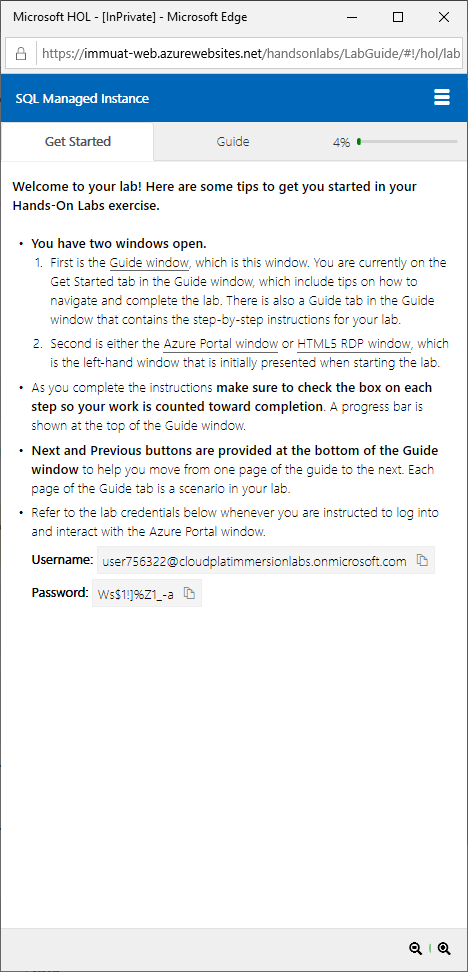 Microsoft HOL - [InPrivate] - Microsoft Edge
https://immuat-web.azurewebsites.net/handsonlabs/LabGuide/#!/hol/lab
SQL Managed Instance
Get Started Guide 4%
Welcome to your lab! Here are some tips to get you started in your
Hands-On Labs exercise.
• You have two windows open.
1. First is the Guide window, which is this window. You are currently on the
Get Started tab in the Guide window, which include tips on how to
navigate and complete the lab. There is also a Guide tab in the Guide
window that contains the step-by-step instructions for your lab.
2. Second is either the Azure Portal window or HTML5 RDP window, which
is the left-hand window that is initially presented when starting the lab.
• As you complete the instructions make sure to check the box on each
step so your work is counted toward completion. A progress bar is
shown at the top of the Guide window.
• Next and Previous buttons are provided at the bottom of the Guide
window to help you move from one page of the guide to the next. Each
page of the Guide tab is a scenario in your lab.
• Refer to the lab credentials below whenever you are instructed to log into
and interact with the Azure Portal window.
Username: user756322@cloudplatimmersionlabs.onmicrosoft.com
Password: Ws$1!]%Z1_-a